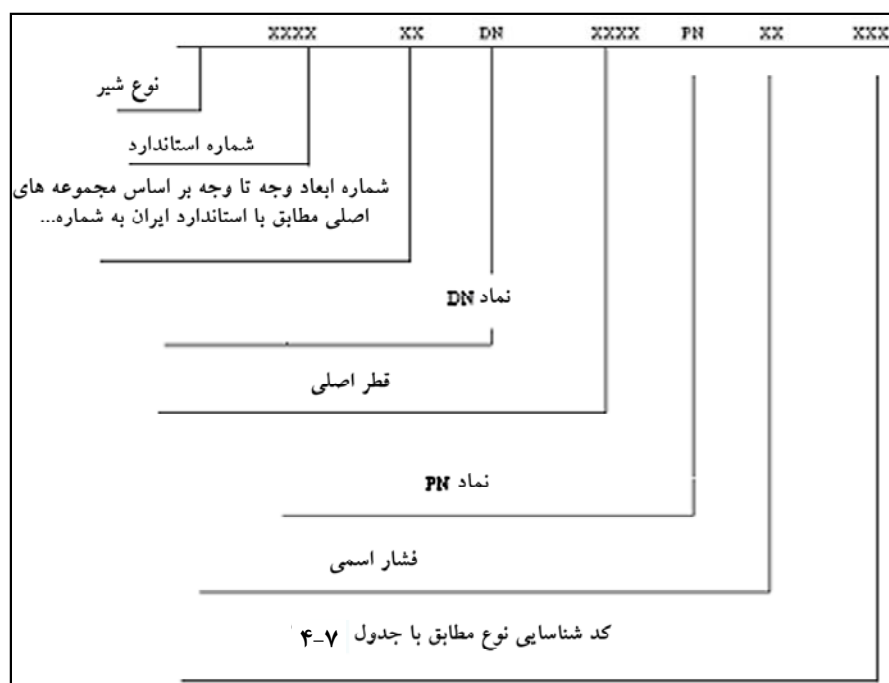 XXXX XX DN XXXX PN XX XXX
نوع شیر
شماره استاندارد
شماره ابعاد وجه تا وجه بر اساس مجموعه های
اصلی مطابق با استاندارد ایران به شماره...
نماد DN
قطر اصلی
نماد PN
فشار اسمی
کد شناسایی نوع مطابق با جدول ۷-۴